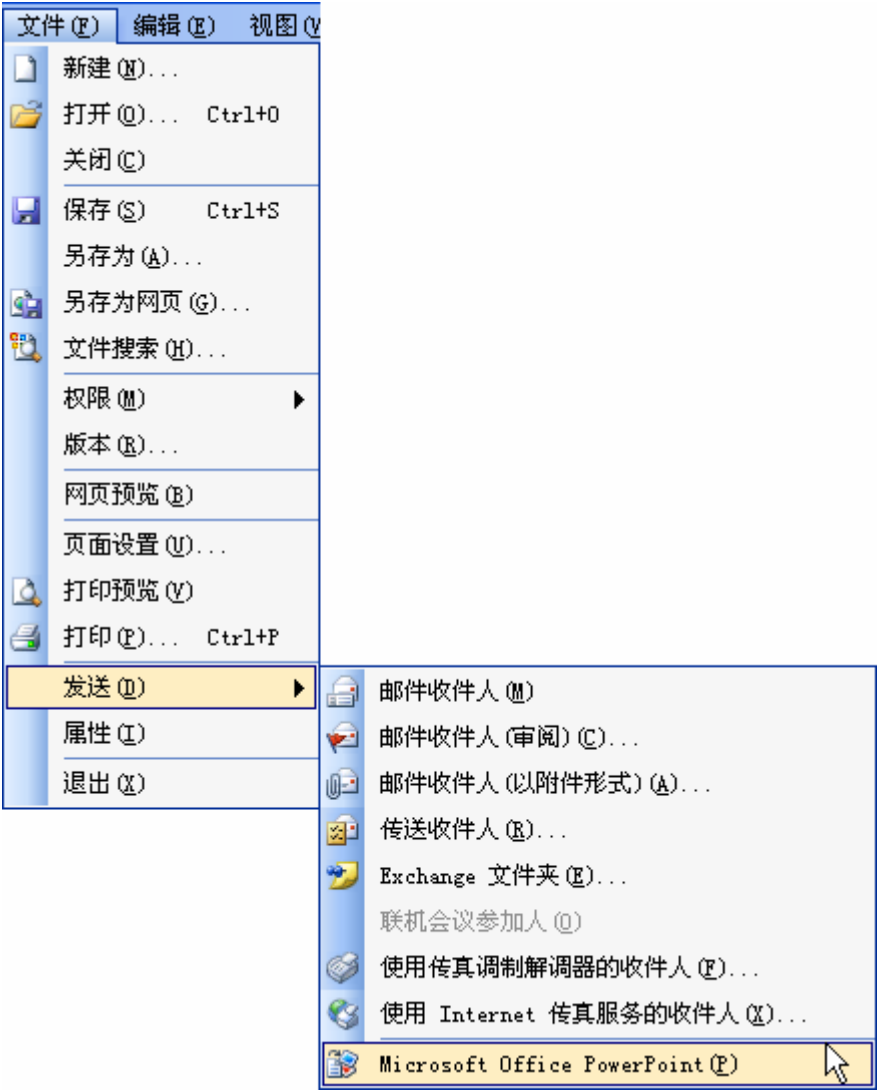 文件(F) 编辑(E) 视图(V
新建(N)...
打开(O)... Ctrl+O
关闭(C)
保存(S) Ctrl+S
另存为(A)...
另存为网页(G)...
文件搜索(H)...
权限(M)
版本(R)...
网页预览(B)
页面设置(U)...
打印预览(V)
打印(P)... Ctrl+P
发送(D)
属性(I)
退出(X)
邮件收件人(M)
邮件收件人(审阅)(C)...
邮件收件人(以附件形式)(A)...
传送收件人(R)...
Exchange 文件夹(E)...
联机会议参加人(O)
使用传真调制解调器的收件人(F)...
使用 Internet 传真服务的收件人(X)...
Microsoft Office PowerPoint(P)